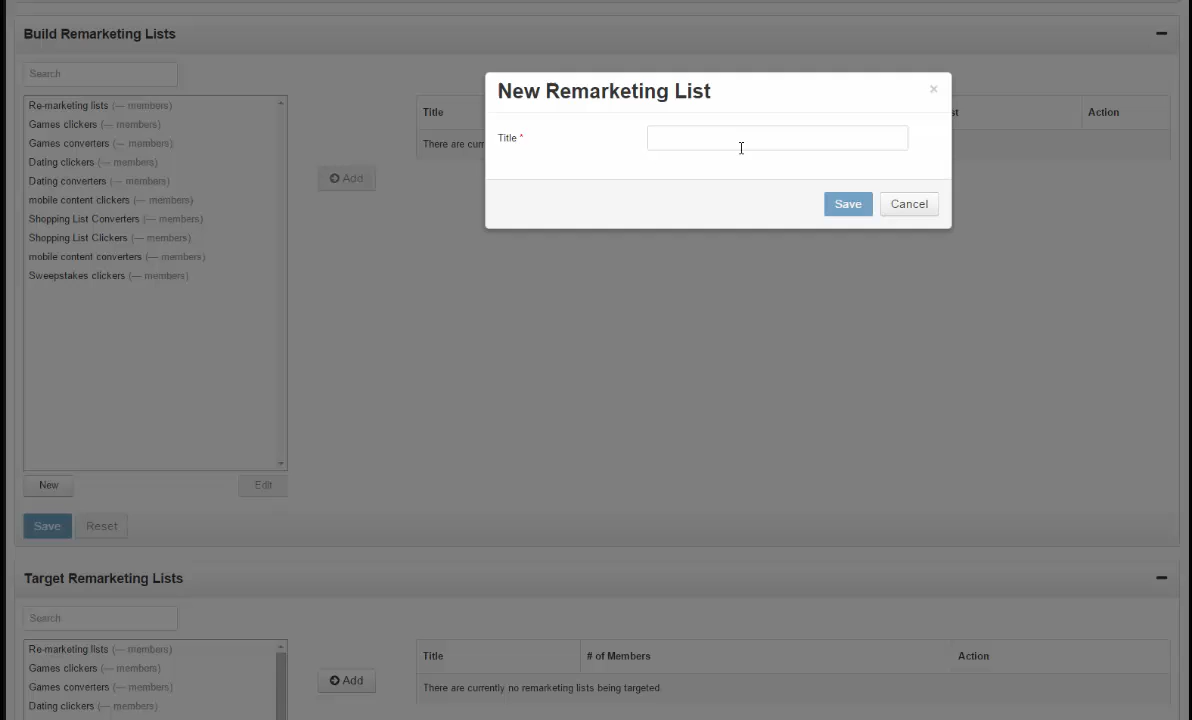 Build Remarketing Lists
Search
Re-marketing lists (— members)
Games clickers (— members)
Games converters (— members)
Dating clickers (— members)
Dating converters (— members)
mobile content clickers (— members)
Shopping List Converters (— members)
Shopping List Clickers (— members)
mobile content converters (— members)
Sweepstakes clickers (— members)
New
Edit
Add
Title
st
Action
There are curr
New Remarketing List
×
Title *
Save
Cancel
Save
Reset
Target Remarketing Lists
Search
Re-marketing lists (— members)
Games clickers (— members)
Games converters (— members)
Dating clickers (— members)
Add
Title
# of Members
Action
There are currently no remarketing lists being targeted.